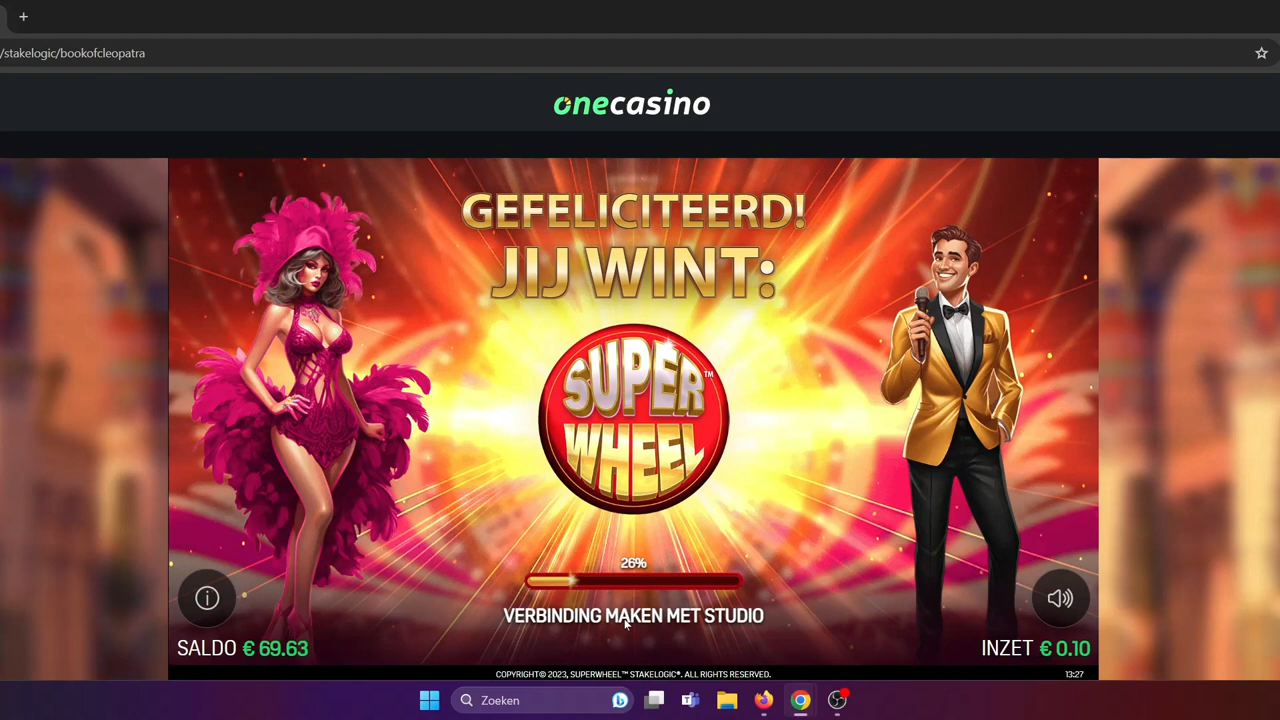 /stakelogic/bookofcleopatra
onecasino
GEFELICITEERD!
JIJ WINT:
SUPER
WHEEL™
26%
VERBINDING MAKEN MET STUDIO
SALDO € 69.63
INZET € 0.10
COPYRIGHT© 2023, SUPERWHEEL™ STAKELOGIC®. ALL RIGHTS RESERVED.
13:27
Zoeken